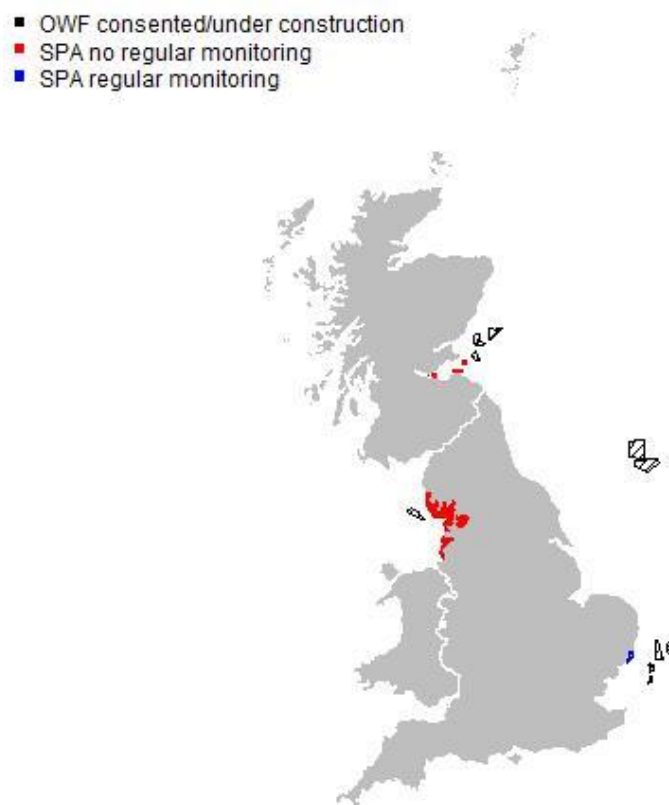 OWF consented/under construction
SPA no regular monitoring
SPA regular monitoring